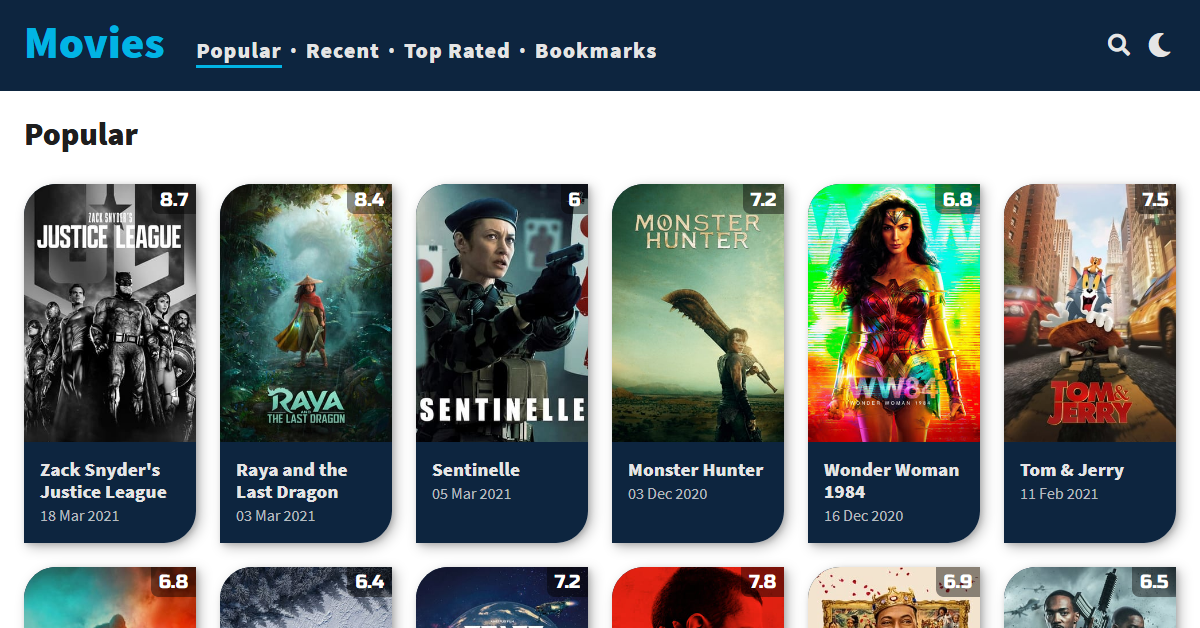 Movies
Popular • Recent • Top Rated • Bookmarks
Popular
8.7
8.4
6
7.2
6.8
7.5
ZACK SNYDER'S
JUSTICE LEAGUE
RAYA
AND
THE LAST DRAGON
SENTINELLE
MONSTER
HUNTER
WW84
WONDER WOMAN 1984
TOM &
JERRY
Zack Snyder's
Justice League
18 Mar 2021
Raya and the
Last Dragon
03 Mar 2021
Sentinelle
05 Mar 2021
Monster Hunter
03 Dec 2020
Wonder Woman
1984
16 Dec 2020
Tom & Jerry
11 Feb 2021
6.8
6.4
7.2
7.8
6.9
6.5